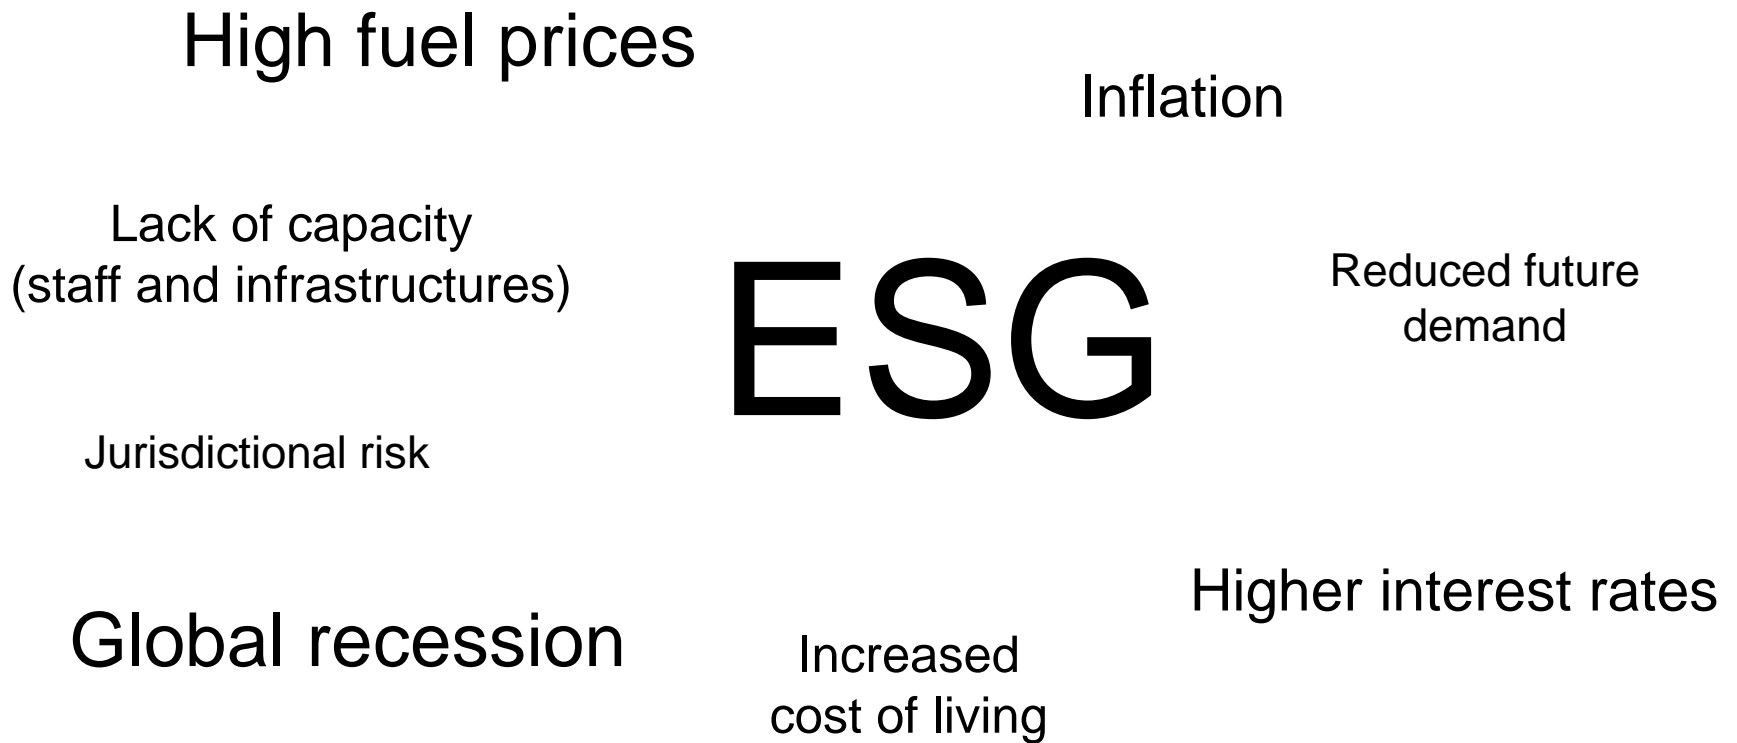 High fuel prices
Inflation
Lack of capacity
(staff and infrastructures)
ESG
Reduced future
demand
Jurisdictional risk
Higher interest rates
Global recession
Increased
cost of living